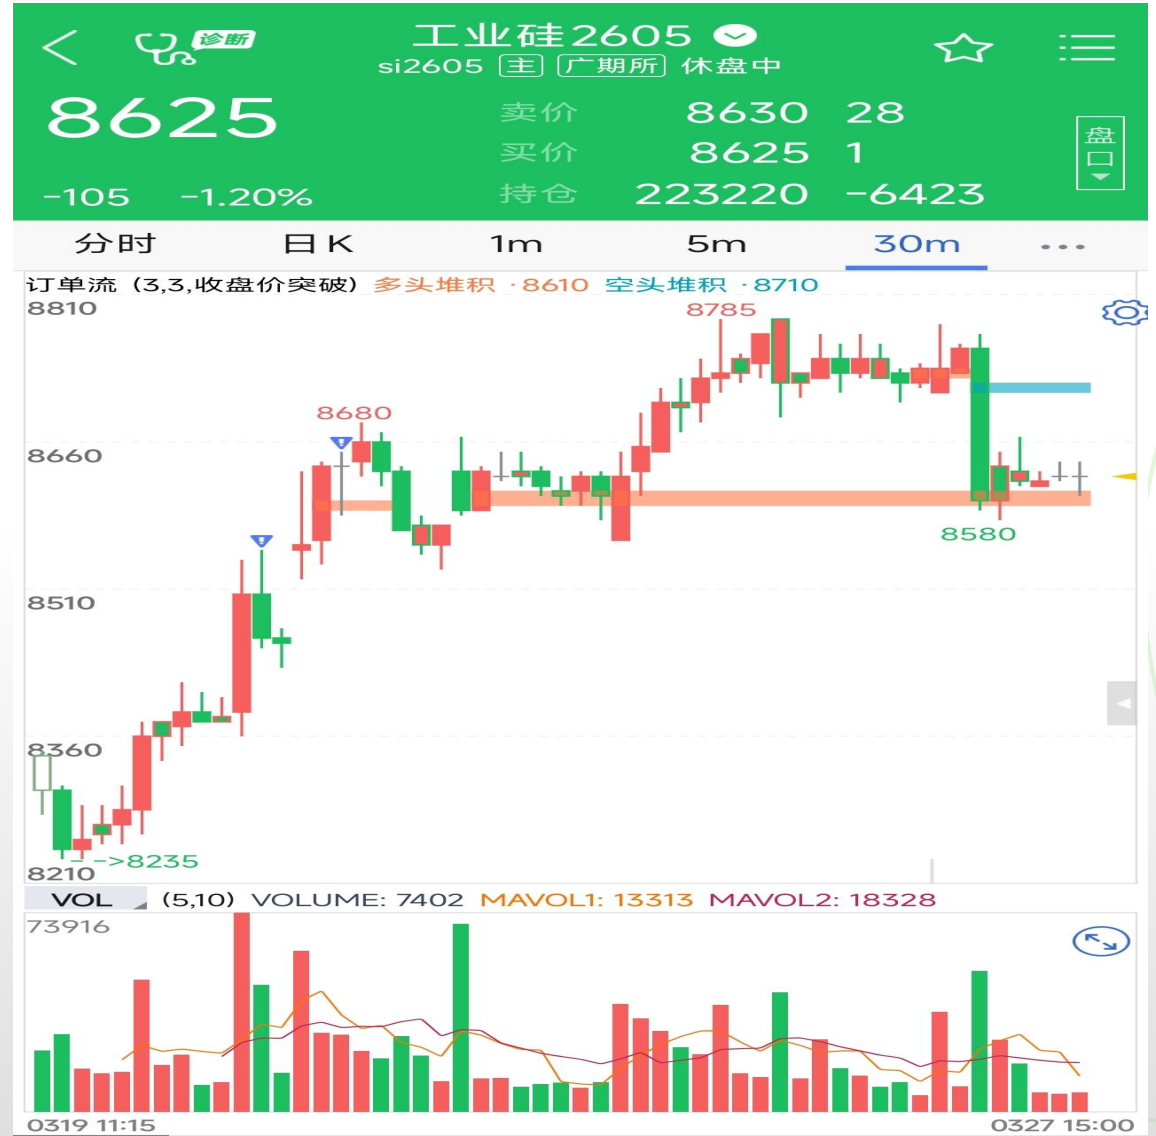 诊断
工业硅2605
si2605 主 广期所 休盘中
8625
卖价 8630 28
买价 8625 1
盘口
-105 -1.20%
持仓 223220 -6423
分时 日K 1m 5m 30m ...
订单流 (3,3,收盘价突破) 多头堆积 ·8610 空头堆积 ·8710
8810
8785
8680
8660
8580
8510
8360
-->8235
8210
VOL (5,10) VOLUME: 7402 MAVOL1: 13313 MAVOL2: 18328
73916
0319 11:15 0327 15:00